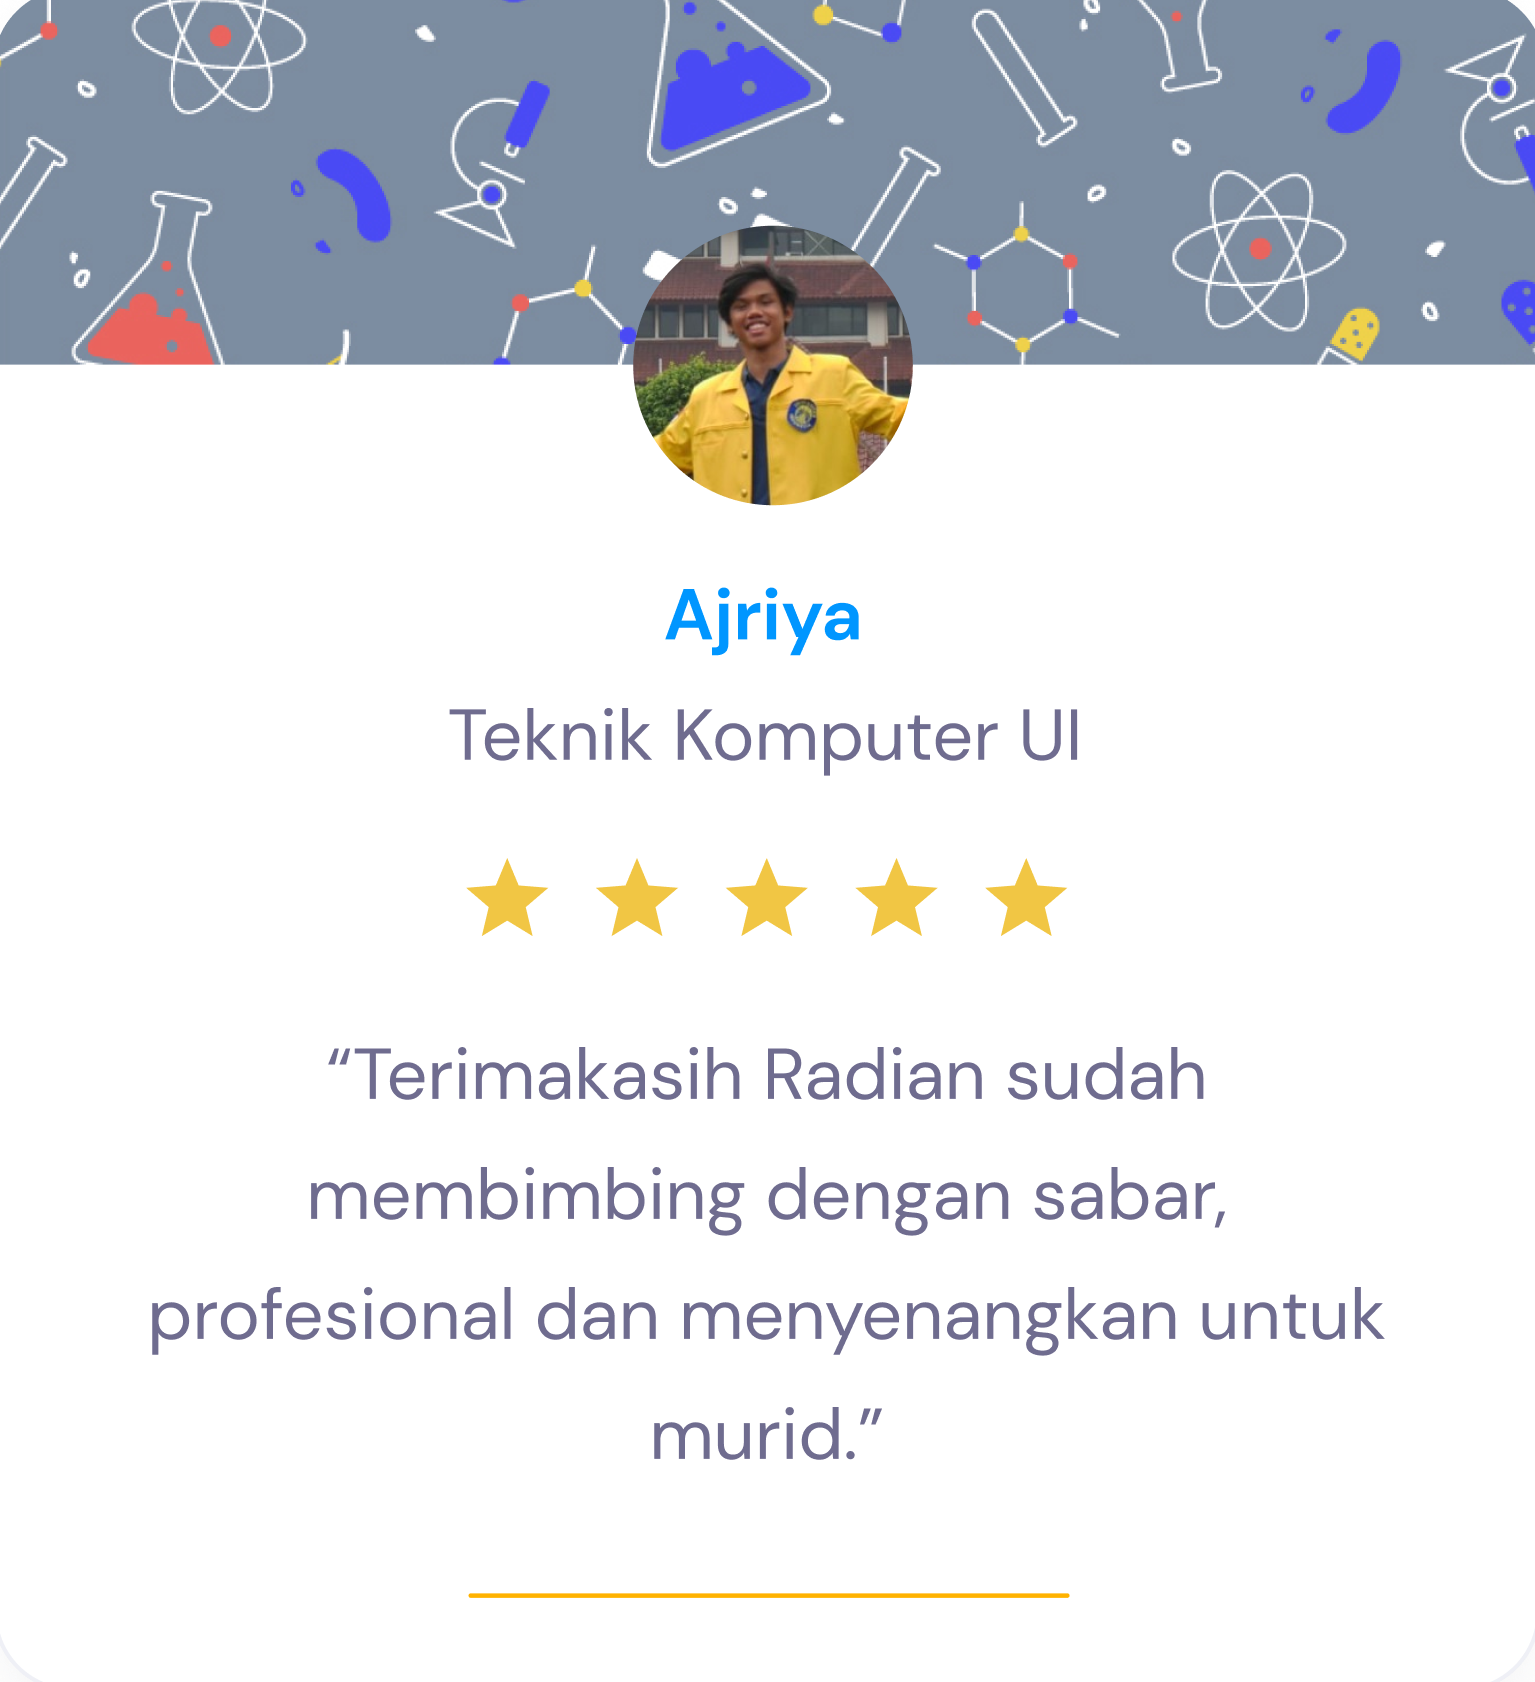 Ajriya
Teknik Komputer UI
“Terimakasih Radian sudah
membimbing dengan sabar,
profesional dan menyenangkan untuk
murid.”